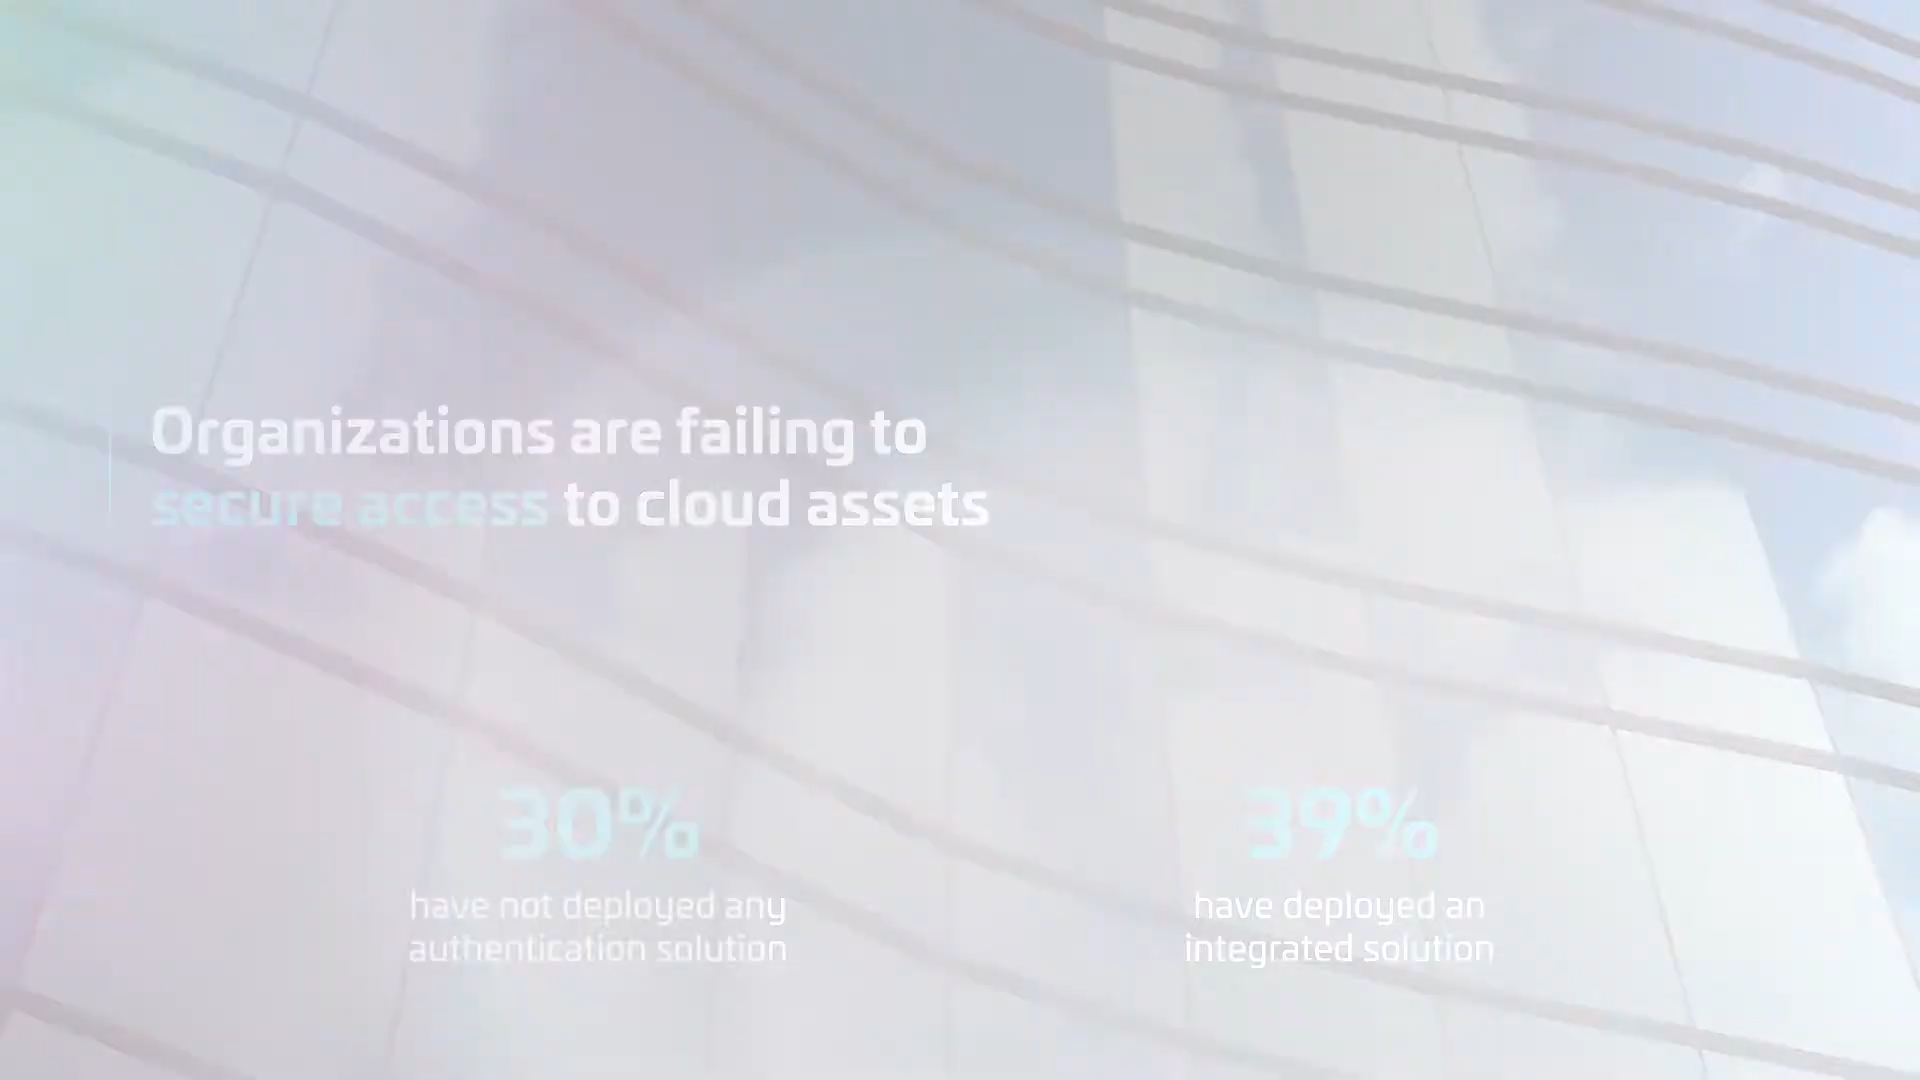 Organizations are failing to
secure access to cloud assets
30%
have not deployed any
authentication solution
39%
have deployed an
integrated solution